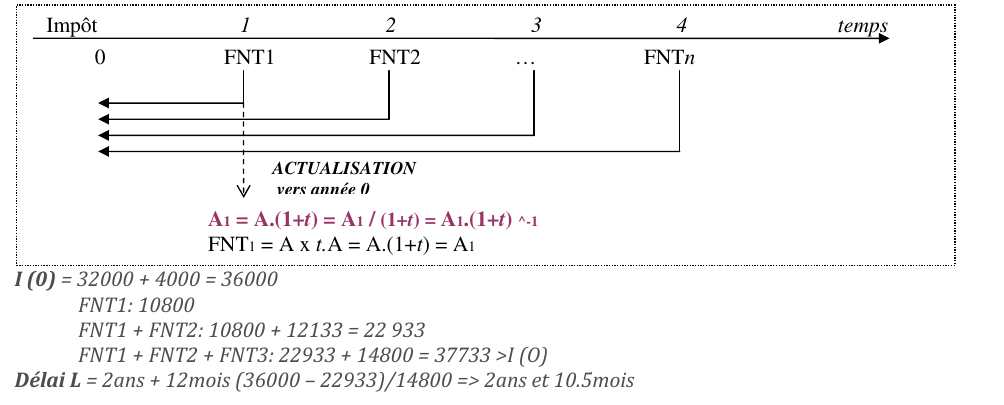 Impôt 1 2 3 4 temps
0 FNT1 FNT2 … FNTn
ACTUALISATION
vers année 0
A1 = A.(1+t) = A1 / (1+t) = A1.(1+t) ^-1
FNT1 = A x t.A = A.(1+t) = A1
I (0) = 32000 + 4000 = 36000
FNT1: 10800
FNT1 + FNT2: 10800 + 12133 = 22 933
FNT1 + FNT2 + FNT3: 22933 + 14800 = 37733 >I (O)
Délai L = 2ans + 12mois (36000 – 22933)/14800 => 2ans et 10.5mois